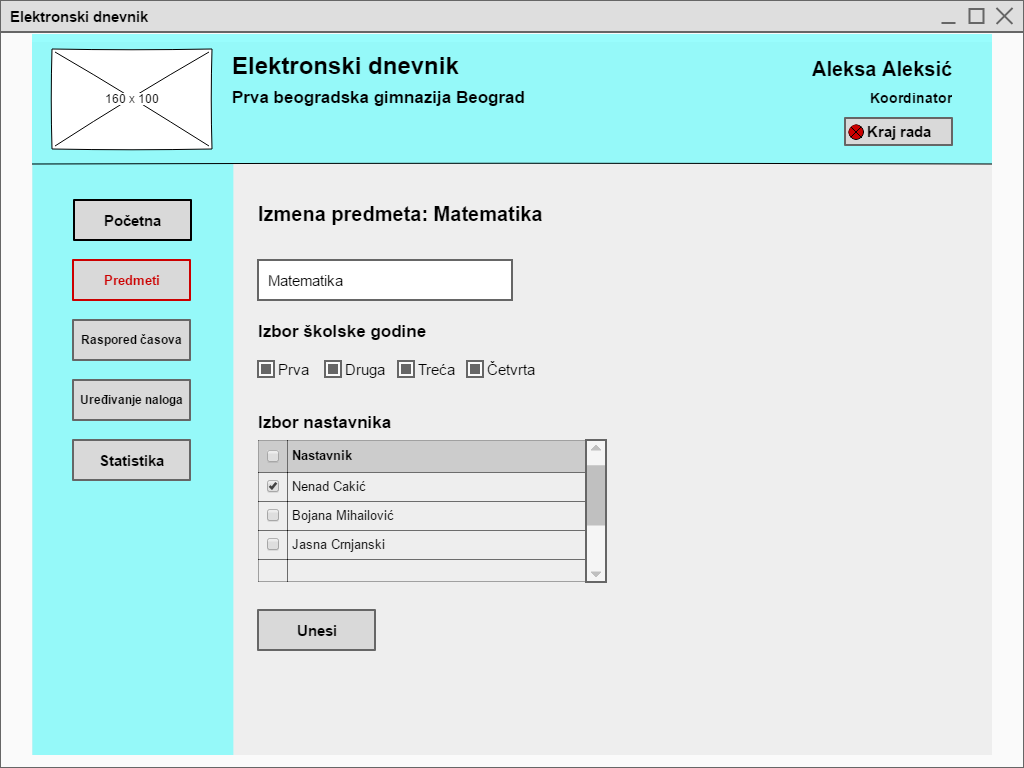 Elektronski dnevnik
160 x 100
Elektronski dnevnik
Prva beogradska gimnazija Beograd
Aleksa Aleksić
Koordinator
Kraj rada
Početna
Predmeti
Raspored časova
Uređivanje naloga
Statistika
Izmena predmeta: Matematika
Matematika
Izbor školske godine
Prva Druga Treća Četvrta
Izbor nastavnika
Nastavnik
Nenad Cakić
Bojana Mihailović
Jasna Crnjanski
Unesi